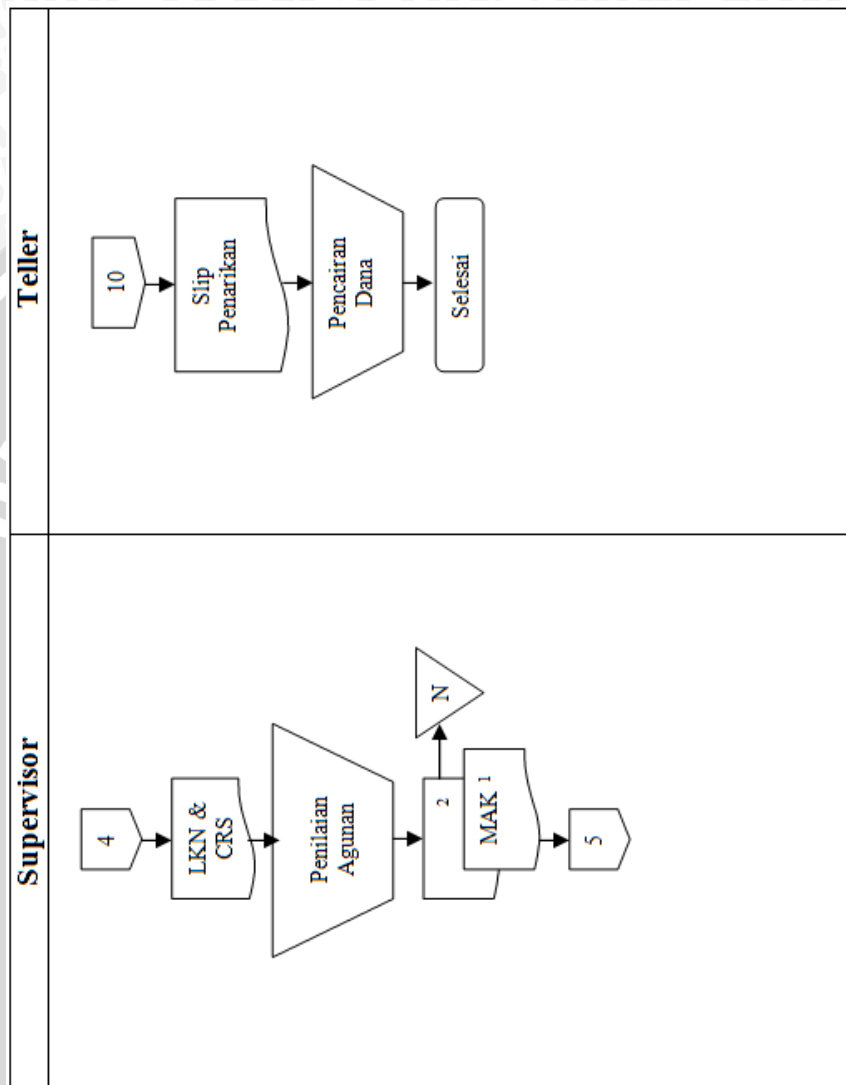 Supervisor
4
LKN &
CRS
Penilaian
Agunan
2
N
MAK 1
5
Teller
10
Slip
Penarikan
Pencairan
Dana
Selesai